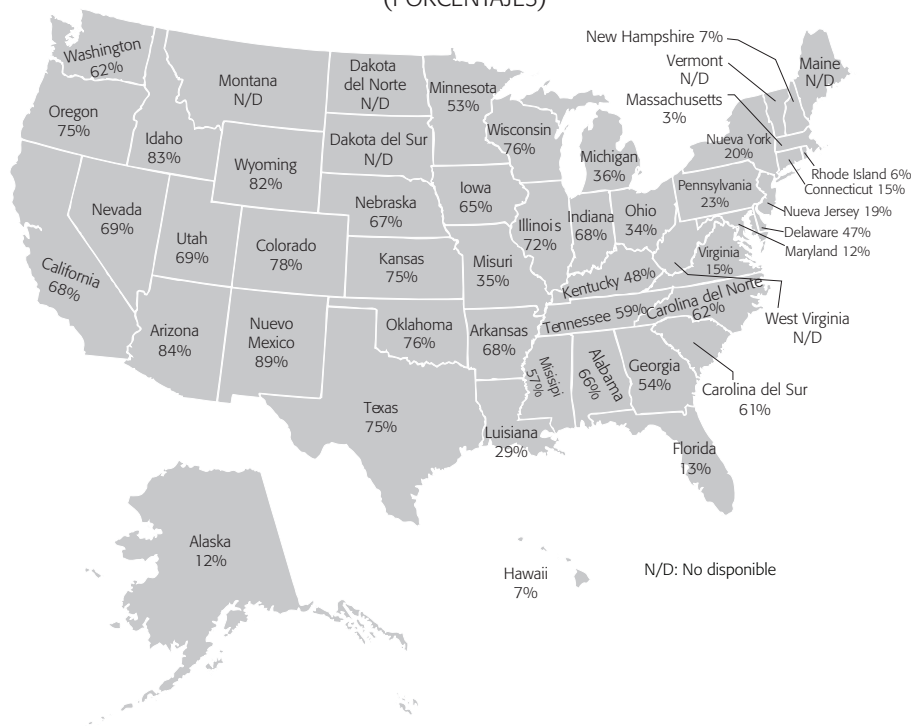 (PORCENTAJES)
Washington
62%
Oregon
75%
Idaho
83%
Montana
N/D
Wyoming
82%
Dakota
del Norte
N/D
Dakota del Sur
N/D
Minnesota
53%
Wisconsin
76%
Michigan
36%
New Hampshire 7%
Vermont
N/D
Massachusetts
3%
Maine
N/D
Nueva York
20%
Rhode Island 6%
Connecticut 15%
Pennsylvania
23%
Nueva Jersey 19%
Delaware 47%
Maryland 12%
Nevada
69%
Utah
69%
Colorado
78%
Nebraska
67%
Kansas
75%
Iowa
65%
Misuri
35%
Illinois
72%
Indiana
68%
Ohio
34%
Virginia
15%
Kentucky 48%
West Virginia
N/D
California
68%
Arizona
84%
Nuevo
Mexico
89%
Oklahoma
76%
Arkansas
68%
Tennessee 59%
Carolina del Norte
62%
Carolina del Sur
61%
Texas
75%
Luisiana
29%
Misisipi
57%
Alabama
66%
Georgia
54%
Florida
13%
Alaska
12%
Hawaii
7%
N/D: No disponible